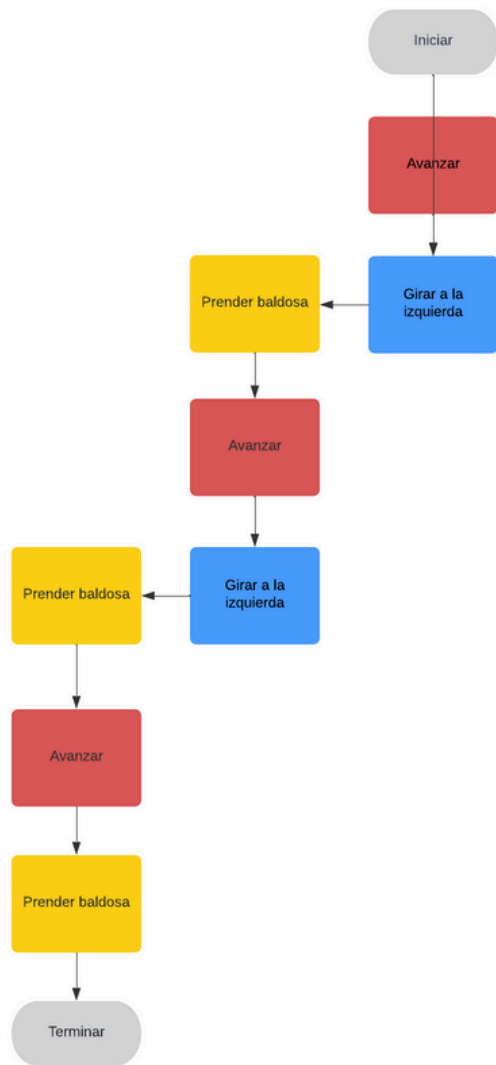 Iniciar
Avanzar
Girar a la
izquierda
Prender baldosa
Avanzar
Girar a la
izquierda
Prender baldosa
Avanzar
Prender baldosa
Terminar